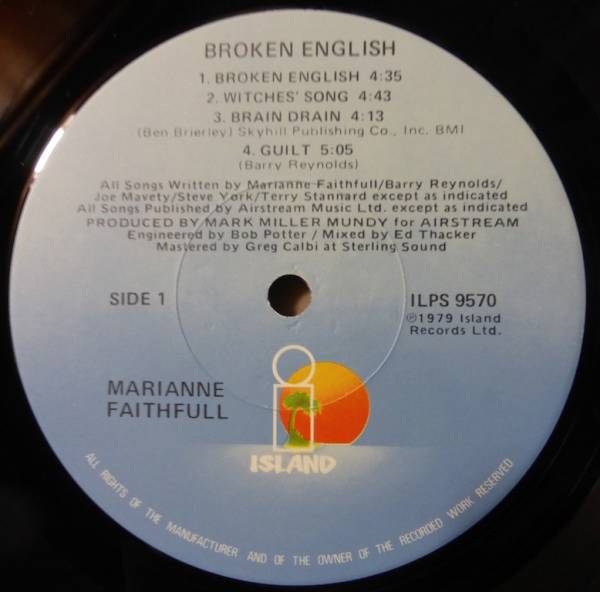 BROKEN ENGLISH
1. BROKEN ENGLISH 4:35
2. WITCHES' SONG 4:43
3. BRAIN DRAIN 4:13
(Ben Brierley) Skyhill Publishing Co., Inc. BMI
4. GUILT 5:05
(Barry Reynolds)
All Songs Written by Marianne Faithfull/Barry Reynolds/
Joe Mavety/Steve York/Terry Stannard except as indicated
All Songs Published by Airstream Music Ltd. except as indicated
PRODUCED BY MARK MILLER MUNDY for AIRSTREAM
Engineered by Bob Potter / Mixed by Ed Thacker
Mastered by Greg Calbi at Sterling Sound
SIDE 1
ILPS 9570
℗1979 Island
Records Ltd.
MARIANNE
FAITHFULL
ISLAND
ALL RIGHTS OF THE MANUFACTURER AND OF THE OWNER OF THE RECORDED WORK RESERVED